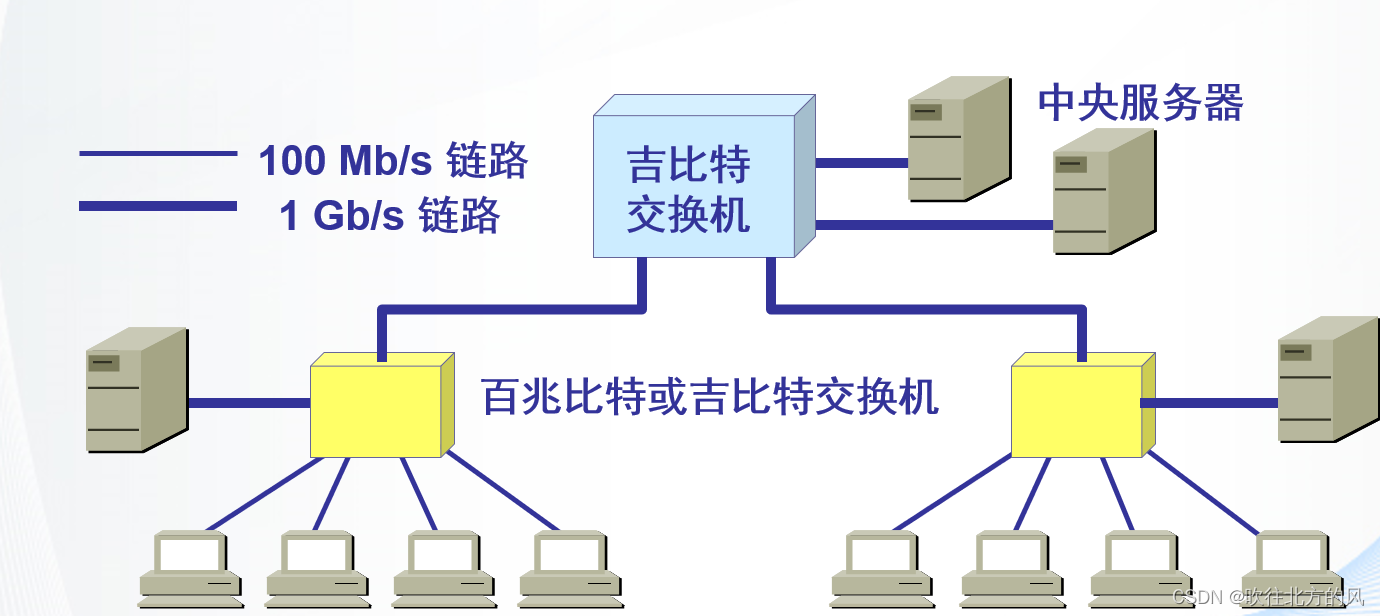 中央服务器
100 Mb/s 链路
1 Gb/s 链路
吉比特
交换机
百兆比特或吉比特交换机
CSDN @吹往北方的风